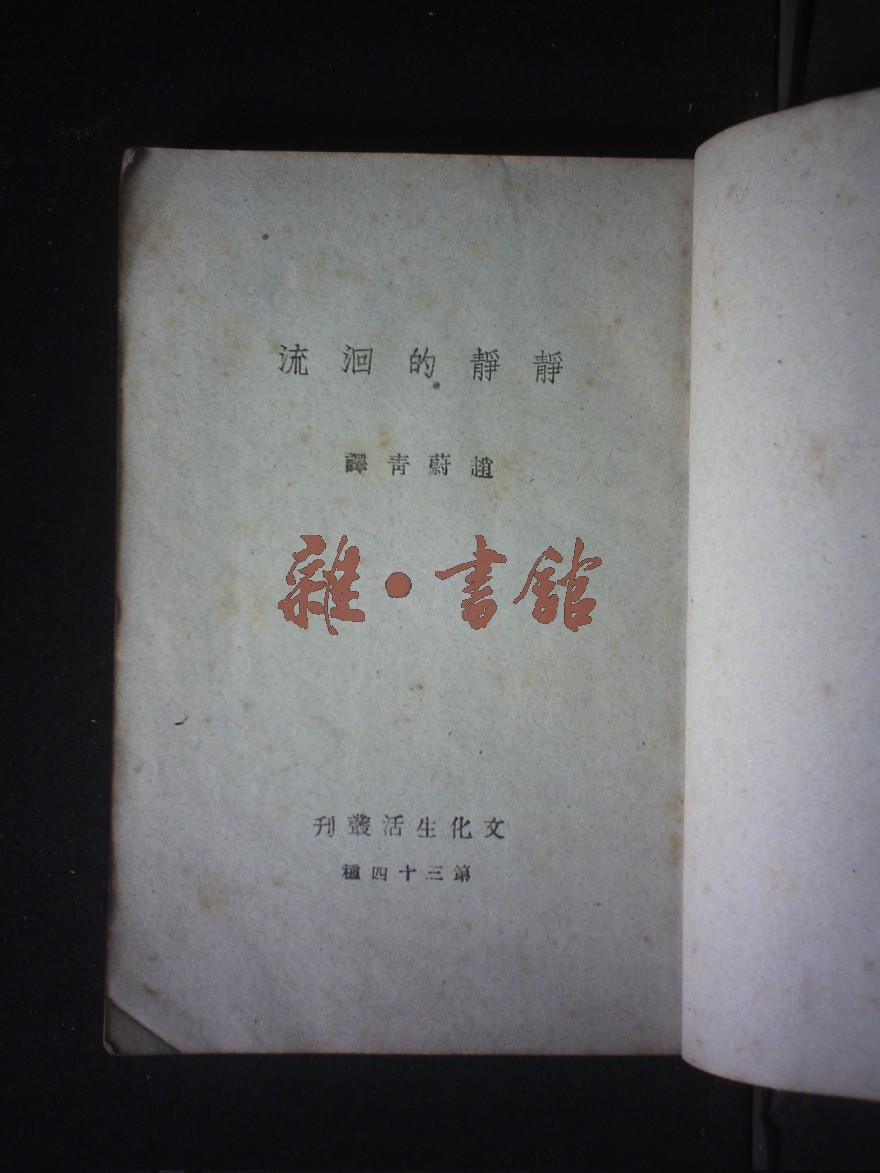 靜靜的洄流
趙蔚青譯
雜·書館
文化生活叢刊
第三十四種